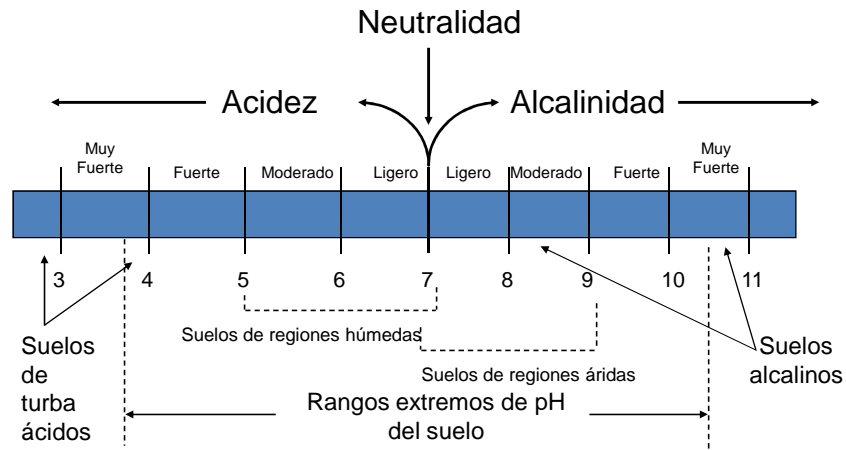 Neutralidad
Acidez
Alcalinidad
Muy
Fuerte
Fuerte
Moderado
Ligero
Ligero
Moderado
Fuerte
Muy
Fuerte
3
4
5
6
7
8
9
10
11
Suelos de regiones húmedas
Suelos de regiones áridas
Suelos
de
turba
ácidos
Suelos
alcalinos
Rangos extremos de pH
del suelo